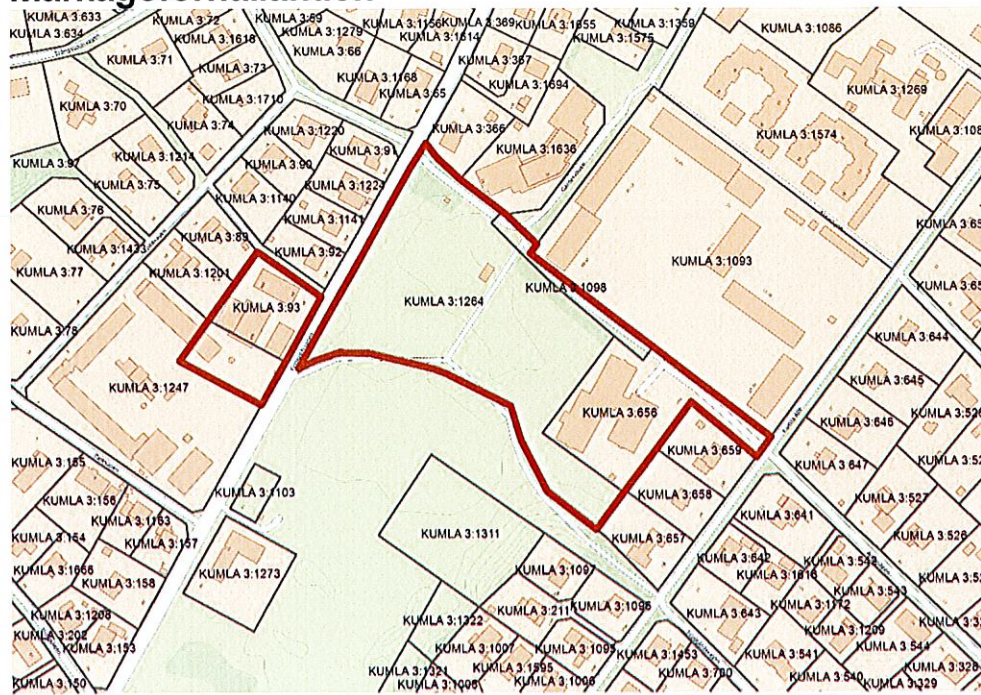 Markägoförhållanden
KUMLA 3:633
KUMLA 3:634
KUMLA 3:72
KUMLA 3:1618
KUMLA 3:71
KUMLA 3:73
KUMLA 3:69
KUMLA 3:1279
KUMLA 3:66
KUMLA 3:1168
KUMLA 3:65
KUMLA 3:1614
KUMLA 3:369
KUMLA 3:367
KUMLA 3:1694
KUMLA 3:1575
KUMLA 3:1359
KUMLA 3:1086
KUMLA 3:1269
KUMLA 3:70
KUMLA 3:1710
KUMLA 3:74
KUMLA 3:1220
KUMLA 3:91
KUMLA 3:366
KUMLA 3:1636
KUMLA 3:1574
KUMLA 3:97
KUMLA 3:1214
KUMLA 3:75
KUMLA 3:90
KUMLA 3:1140
KUMLA 3:1224
KUMLA 3:1141
KUMLA 3:76
KUMLA 3:1433
KUMLA 3:89
KUMLA 3:92
KUMLA 3:77
KUMLA 3:1201
KUMLA 3:1093
KUMLA 3:1098
KUMLA 3:1264
KUMLA 3:93
KUMLA 3:78
KUMLA 3:644
KUMLA 3:645
KUMLA 3:1247
KUMLA 3:656
KUMLA 3:646
KUMLA 3:659
KUMLA 3:647
KUMLA 3:155
KUMLA 3:156
KUMLA 3:1103
KUMLA 3:658
KUMLA 3:527
KUMLA 3:641
KUMLA 3:1163
KUMLA 3:154
KUMLA 3:157
KUMLA 3:1311
KUMLA 3:657
KUMLA 3:526
KUMLA 3:642
KUMLA 3:1616
KUMLA 3:542
KUMLA 3:1666
KUMLA 3:158
KUMLA 3:1273
KUMLA 3:1097
KUMLA 3:543
KUMLA 3:1208
KUMLA 3:202
KUMLA 3:153
KUMLA 3:1322
KUMLA 3:211
KUMLA 3:1096
KUMLA 3:643
KUMLA 3:1172
KUMLA 3:1209
KUMLA 3:544
KUMLA 3:1007
KUMLA 3:1095
KUMLA 3:1453
KUMLA 3:541
KUMLA 3:150
KUMLA 3:1321
KUMLA 3:1595
KUMLA 3:1006
KUMLA 3:700
KUMLA 3:540
KUMLA 3:329
KUMLA 3:328